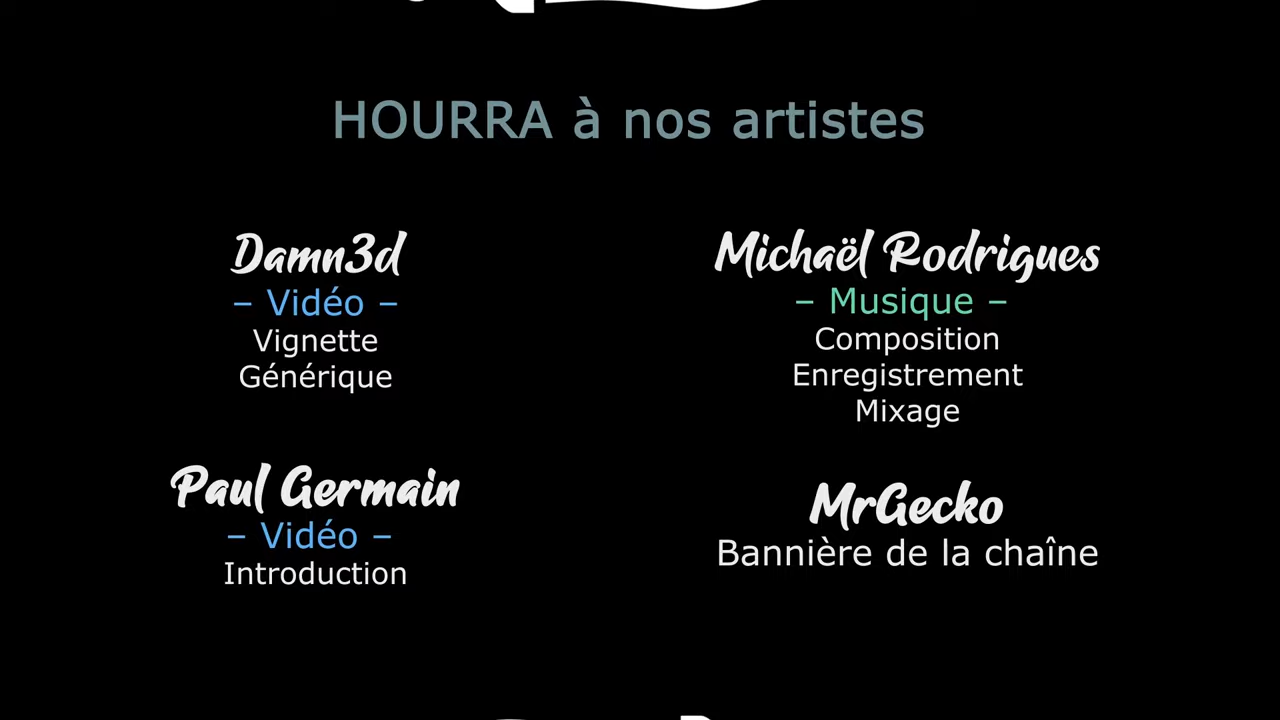 HOURRA à nos artistes
Damn3d
– Vidéo –
Vignette
Générique
Michaël Rodrigues
– Musique –
Composition
Enregistrement
Mixage
Paul Germain
– Vidéo –
Introduction
MrGecko
Bannière de la chaîne